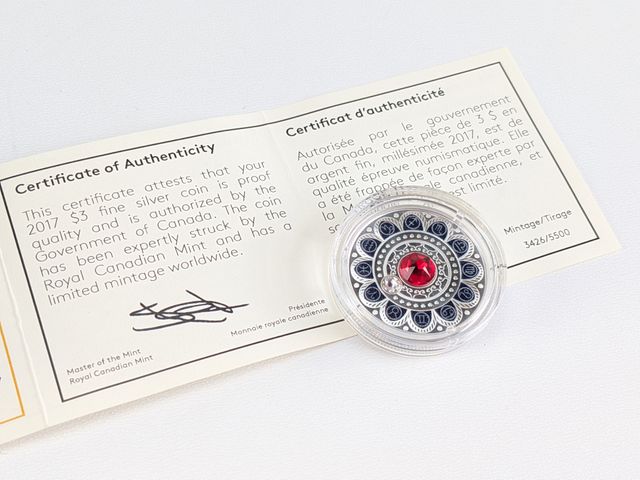 Certificate of Authenticity
This certificate attests that your
2017 $3 fine silver coin is proof
quality and is authorized by the
Government of Canada. The coin
has been expertly struck by the
Royal Canadian Mint and has a
limited mintage worldwide.
Présidente
Monnaie royale canadienne
Master of the Mint
Royal Canadian Mint
Certificat d'authenticité
Autorisée par le gouvernement
du Canada, cette pièce de 3 $ en
argent fin, millésimée 2017, est de
qualité épreuve numismatique. Elle
a été frappée de façon experte par
la canadienne, et
est limité.
Mintage/Tirage
3426/5500